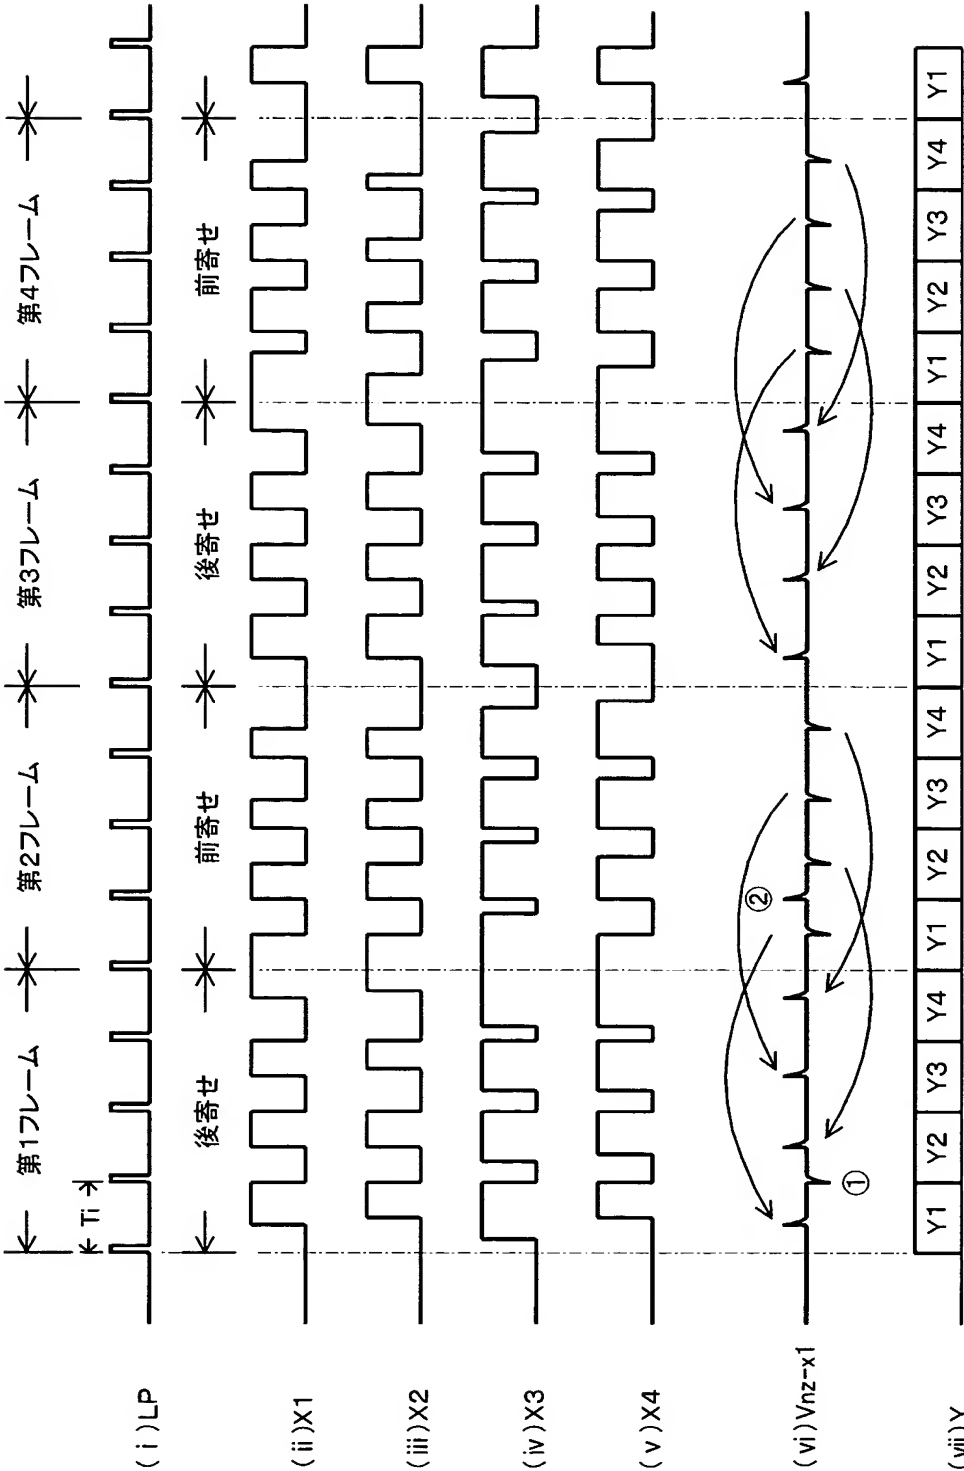 第1フレーム 第2フレーム 第3フレーム 第4フレーム
Ti
(i)LP
後寄せ 前寄せ 後寄せ 前寄せ
(ii)X1
(iii)X2
(iv)X3
(v)X4
① ②
(vi)Vnz-x1
(vii)Y Y1 Y2 Y3 Y4 Y1 Y2 Y3 Y4 Y1 Y2 Y3 Y4 Y1 Y2 Y3 Y4 Y1